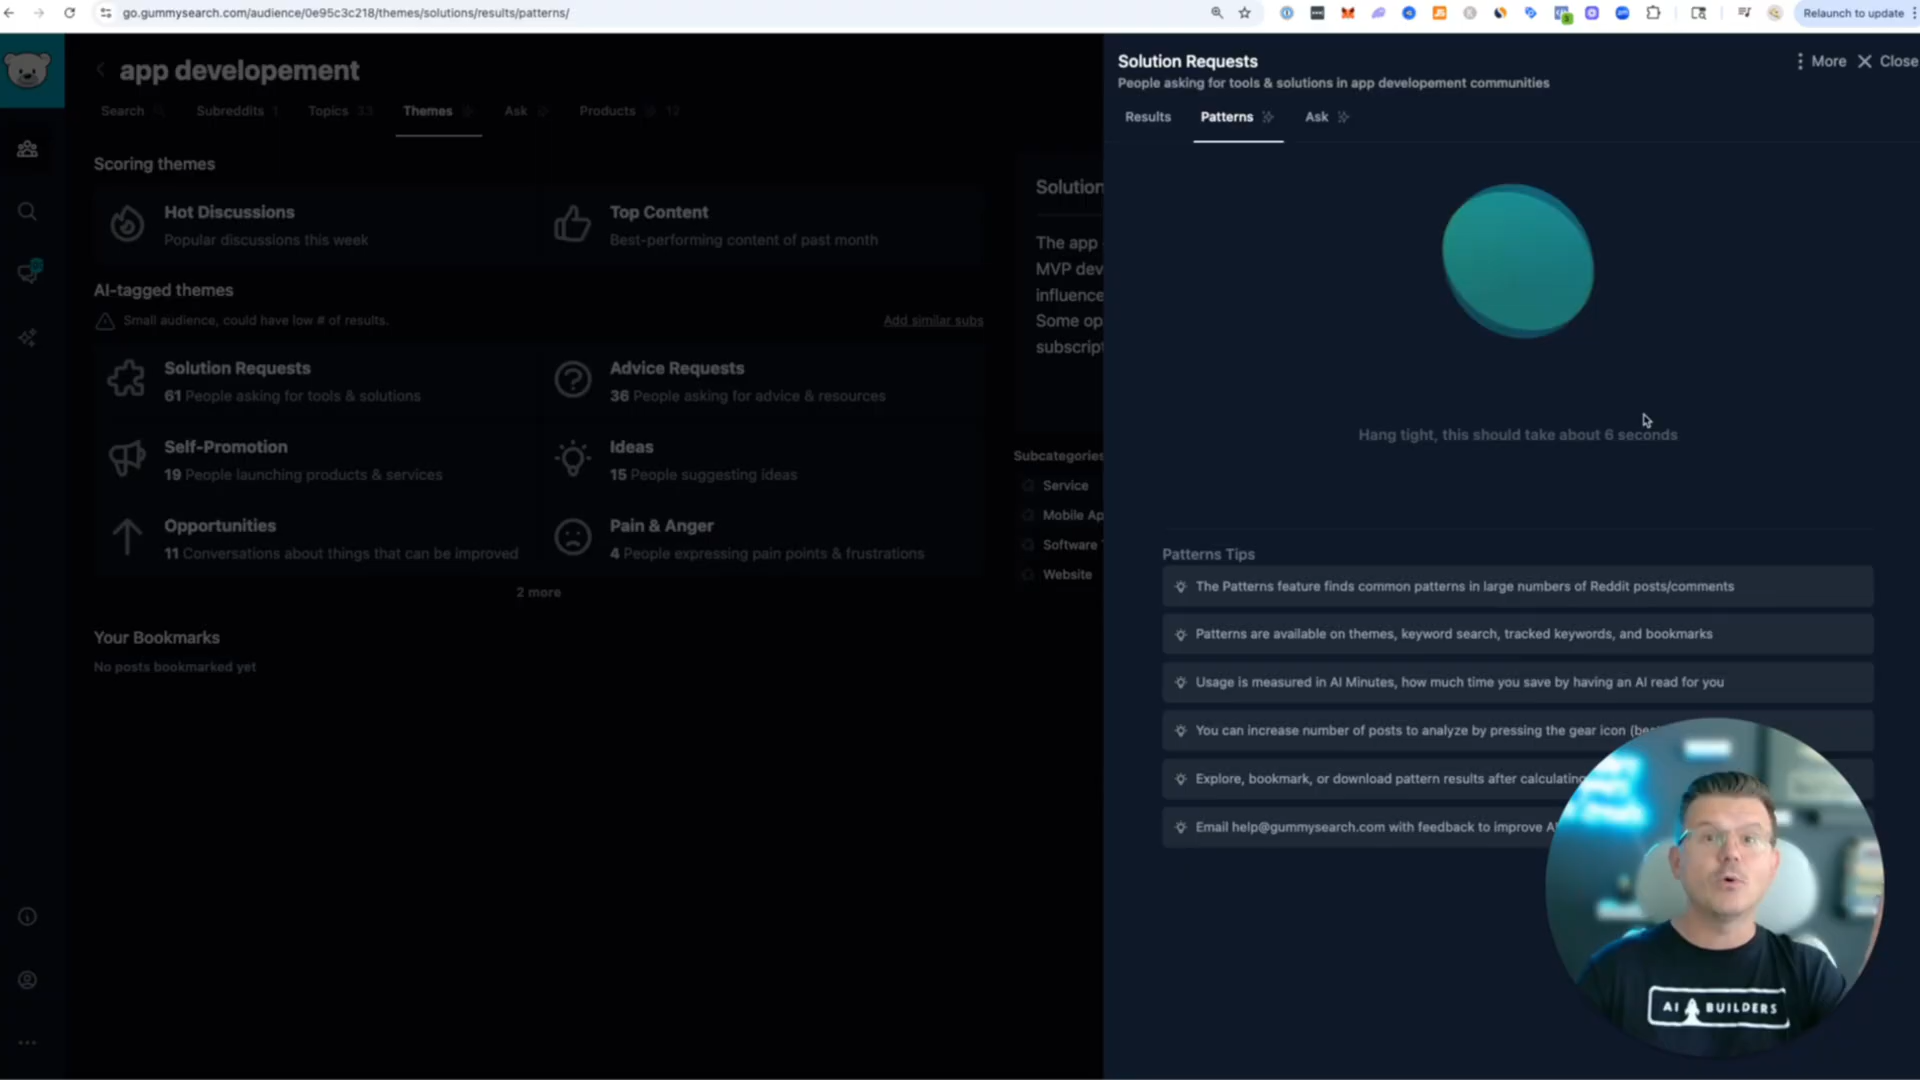 go.gummysearch.com/audience/0e95c3c218/themes/solutions/results/patterns/
Relaunch to update
app developement
Search
Subreddits 1
Topics 33
Themes
Ask
Products 12
Scoring themes
Hot Discussions
Popular discussions this week
Top Content
Best-performing content of past month
AI-tagged themes
Small audience, could have low # of results.
Add similar subs
Solution Requests
61 People asking for tools & solutions
Advice Requests
36 People asking for advice & resources
Self-Promotion
19 People launching products & services
Ideas
15 People suggesting ideas
Opportunities
11 Conversations about things that can be improved
Pain & Anger
4 People expressing pain points & frustrations
2 more
Your Bookmarks
No posts bookmarked yet
Solution
The app
MVP dev
influence
Some op
subscript
Subcategories
Service
Mobile Ap
Software
Website
Solution Requests
More
Close
People asking for tools & solutions in app developement communities
Results
Patterns
Ask
Hang tight, this should take about 6 seconds
Patterns Tips
The Patterns feature finds common patterns in large numbers of Reddit posts/comments
Patterns are available on themes, keyword search, tracked keywords, and bookmarks
Usage is measured in AI Minutes, how much time you save by having an AI read for you
You can increase number of posts to analyze by pressing the gear icon (be
Explore, bookmark, or download pattern results after calculating
Email help@gummysearch.com with feedback to improve A
AI BUILDERS